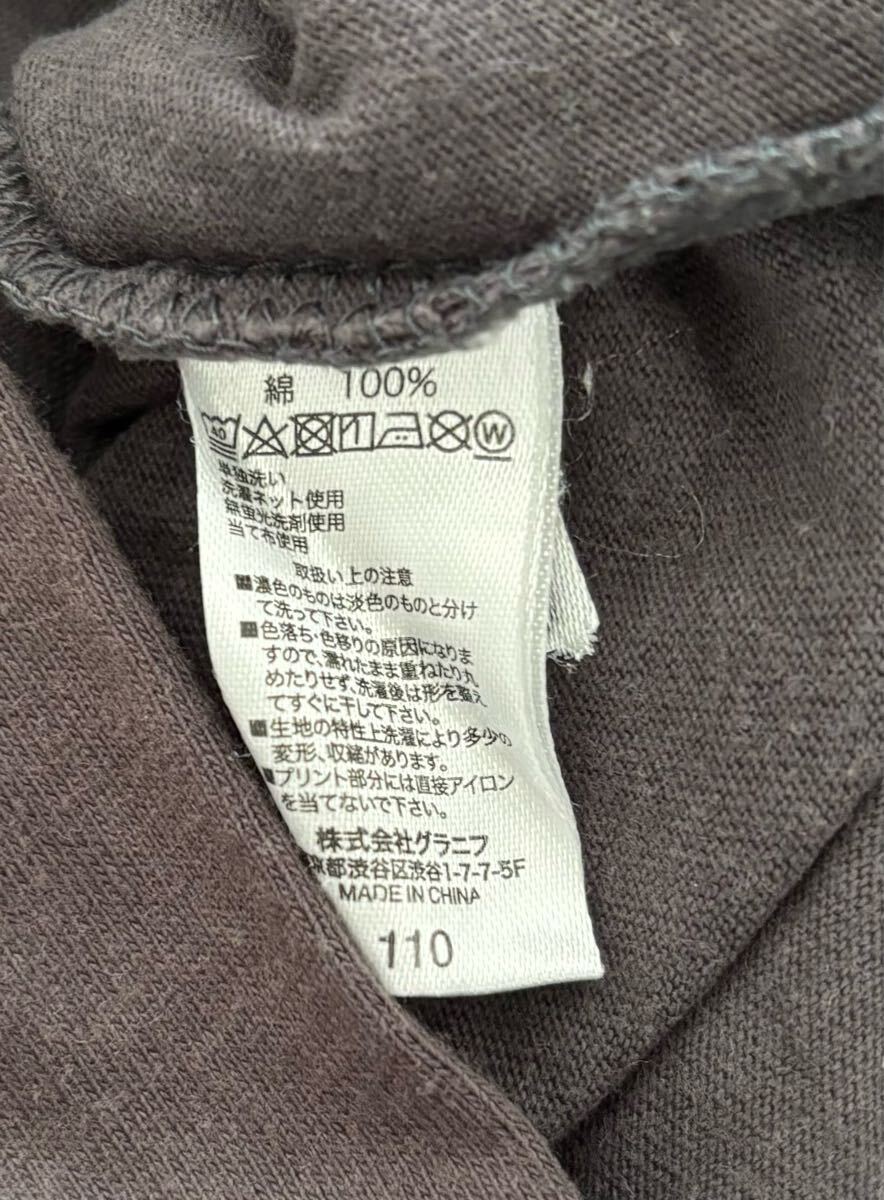 綿 100%
40
W
単独洗い
洗濯ネット使用
無蛍光洗剤使用
当て布使用
取扱い上の注意
■濃色のものは淡色のものと分け
て洗って下さい。
■色落ち・色移りの原因になりま
すので、濡れたまま重ねたり丸
めたりせず、洗濯後は形を整え
てすぐに干して下さい。
■生地の特性上洗濯により多少の
変形、収縮があります。
■プリント部分には直接アイロン
を当てないで下さい。
株式会社グラニフ
京都渋谷区渋谷1-7-7-5F
MADE IN CHINA
110